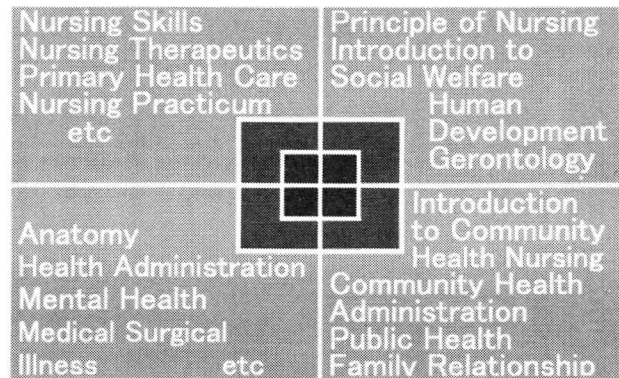 Nursing Skills
Nursing Therapeutics
Primary Health Care
Nursing Practicum
etc
Principle of Nursing
Introduction to
Social Welfare
Human
Development
Gerontology
Anatomy
Health Administration
Mental Health
Medical Surgical
Illness etc
Introduction
to Community
Health Nursing
Community Health
Administration
Public Health
Family Relationship